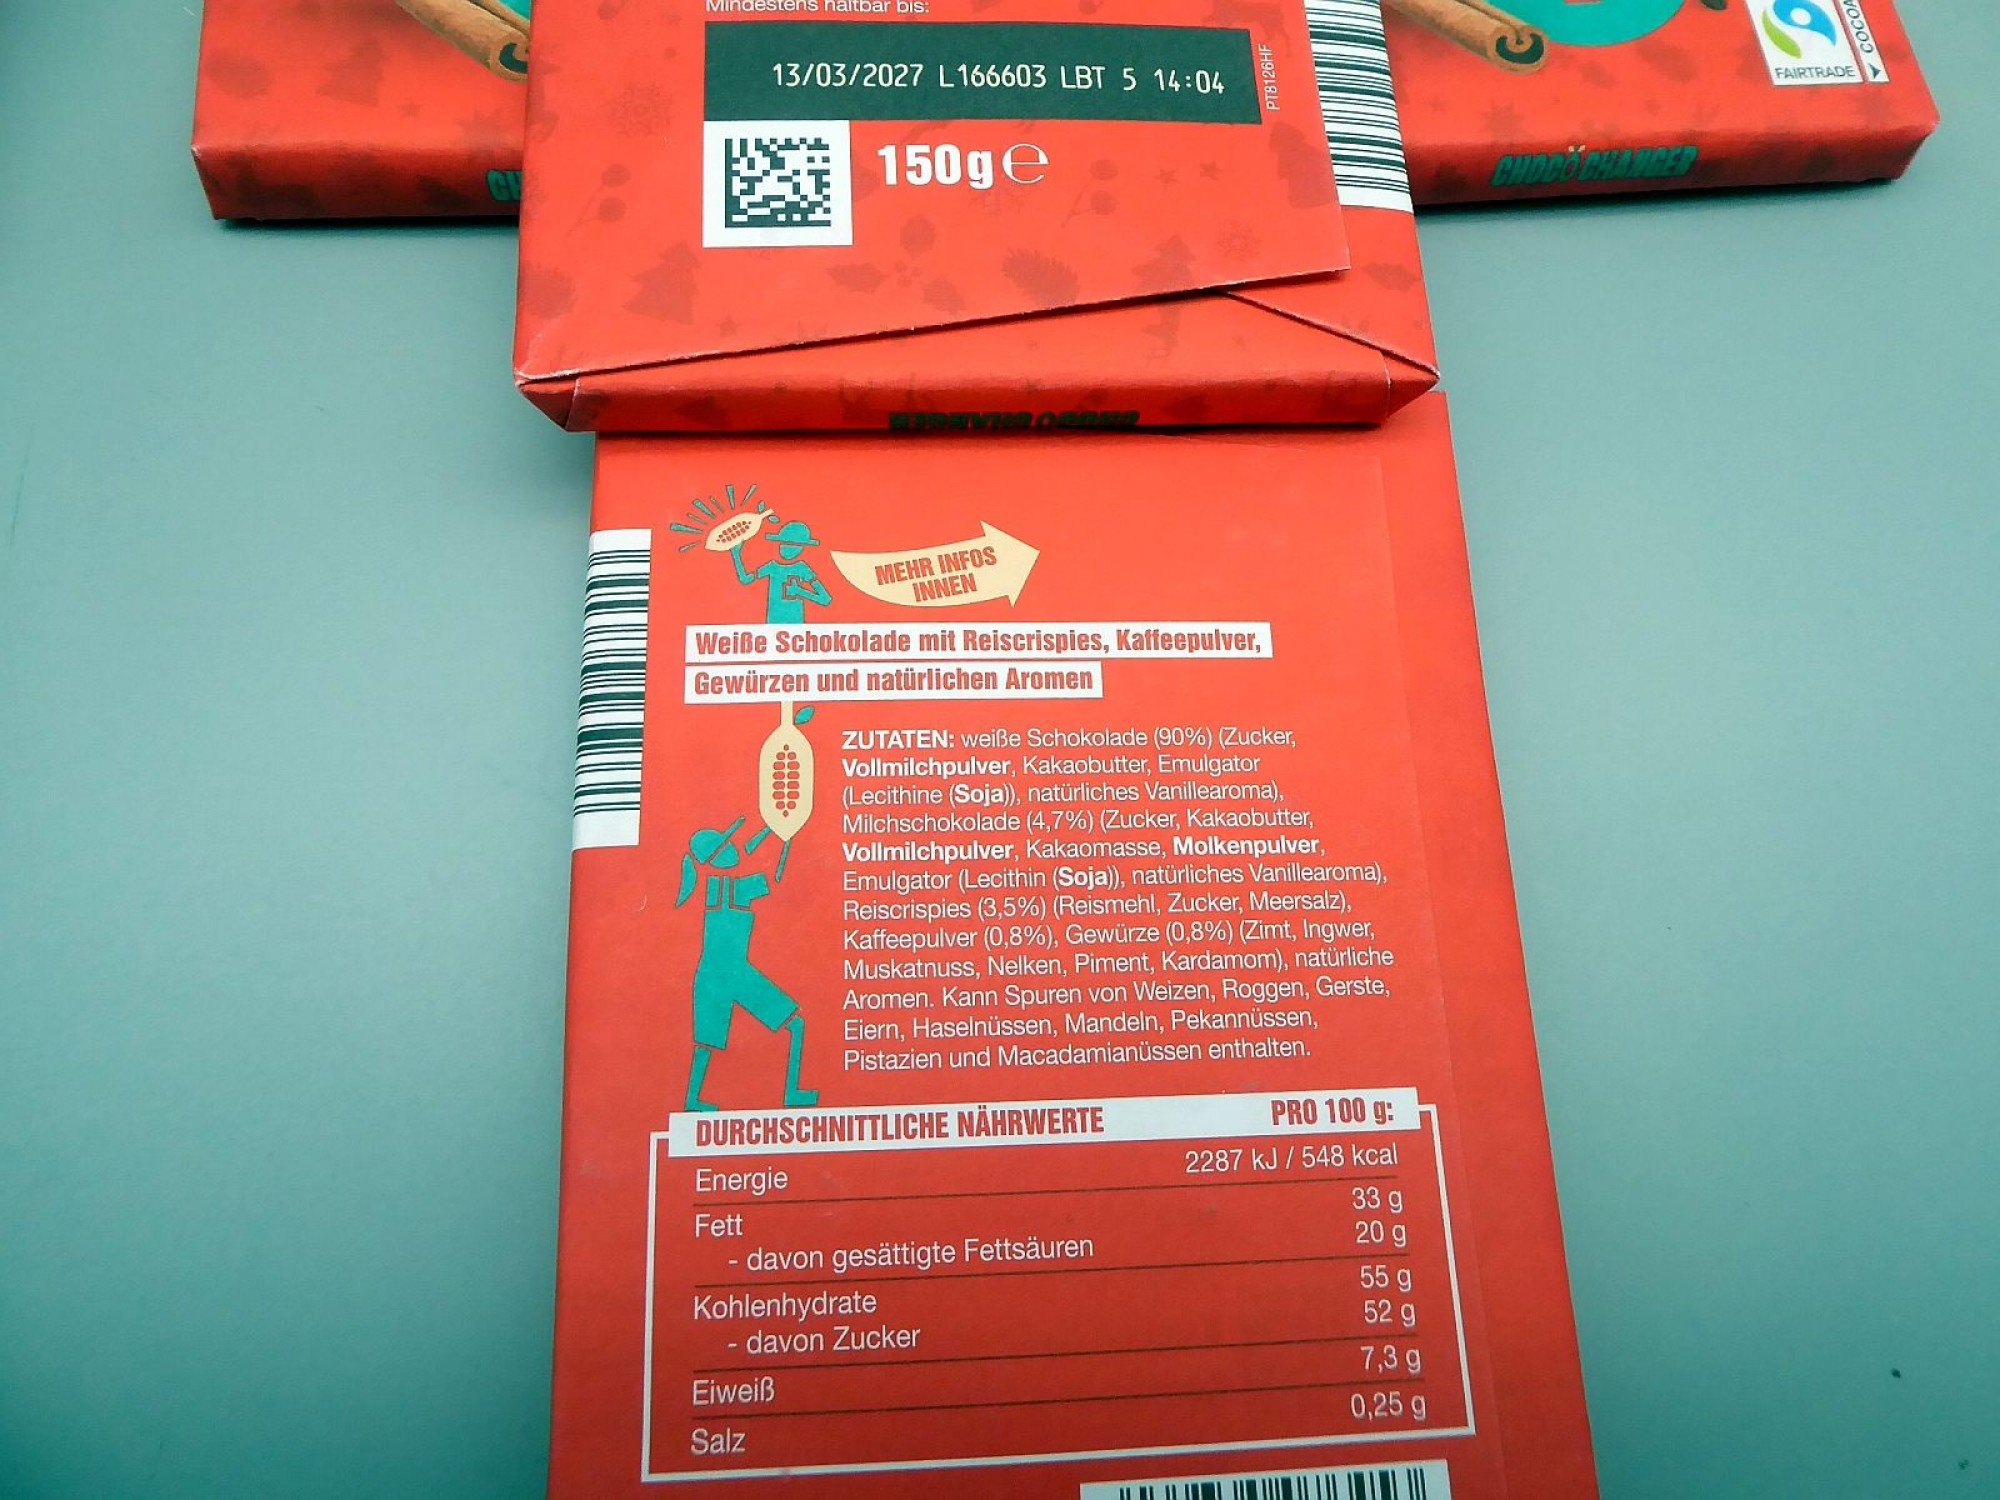 Mindestens haltbar bis:
13/03/2027 L166603 LBT 5 14:04
PT8126HF
150g e
FAIRTRADE
COCOA
CHOCO CHANGER
CHOCO CHANGER
MEHR INFOS
INNEN
Weiße Schokolade mit Reiscrispies, Kaffeepulver,
Gewürzen und natürlichen Aromen
ZUTATEN: weiße Schokolade (90%) (Zucker,
Vollmilchpulver, Kakaobutter, Emulgator
(Lecithine (Soja)), natürliches Vanillearoma),
Milchschokolade (4,7%) (Zucker, Kakaobutter,
Vollmilchpulver, Kakaomasse, Molkenpulver,
Emulgator (Lecithin (Soja)), natürliches Vanillearoma),
Reiscrispies (3,5%) (Reismehl, Zucker, Meersalz),
Kaffeepulver (0,8%), Gewürze (0,8%) (Zimt, Ingwer,
Muskatnuss, Nelken, Piment, Kardamom), natürliche
Aromen. Kann Spuren von Weizen, Roggen, Gerste,
Eiern, Haselnüssen, Mandeln, Pekannüssen,
Pistazien und Macadamianüssen enthalten.
DURCHSCHNITTLICHE NÄHRWERTE PRO 100 g:
Energie 2287 kJ / 548 kcal
Fett 33 g
- davon gesättigte Fettsäuren 20 g
Kohlenhydrate 55 g
- davon Zucker 52 g
Eiweiß 7,3 g
Salz 0,25 g